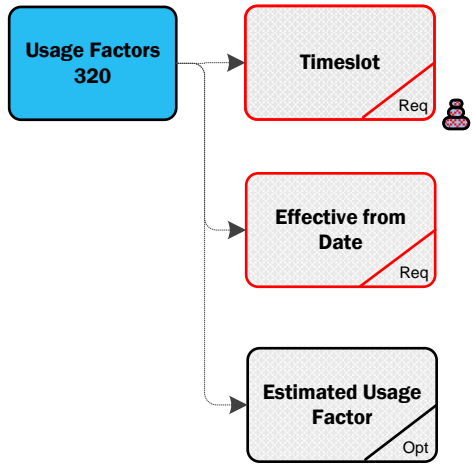 Usage Factors
320
Timeslot
Req
Effective from
Date
Req
Estimated Usage
Factor
Opt